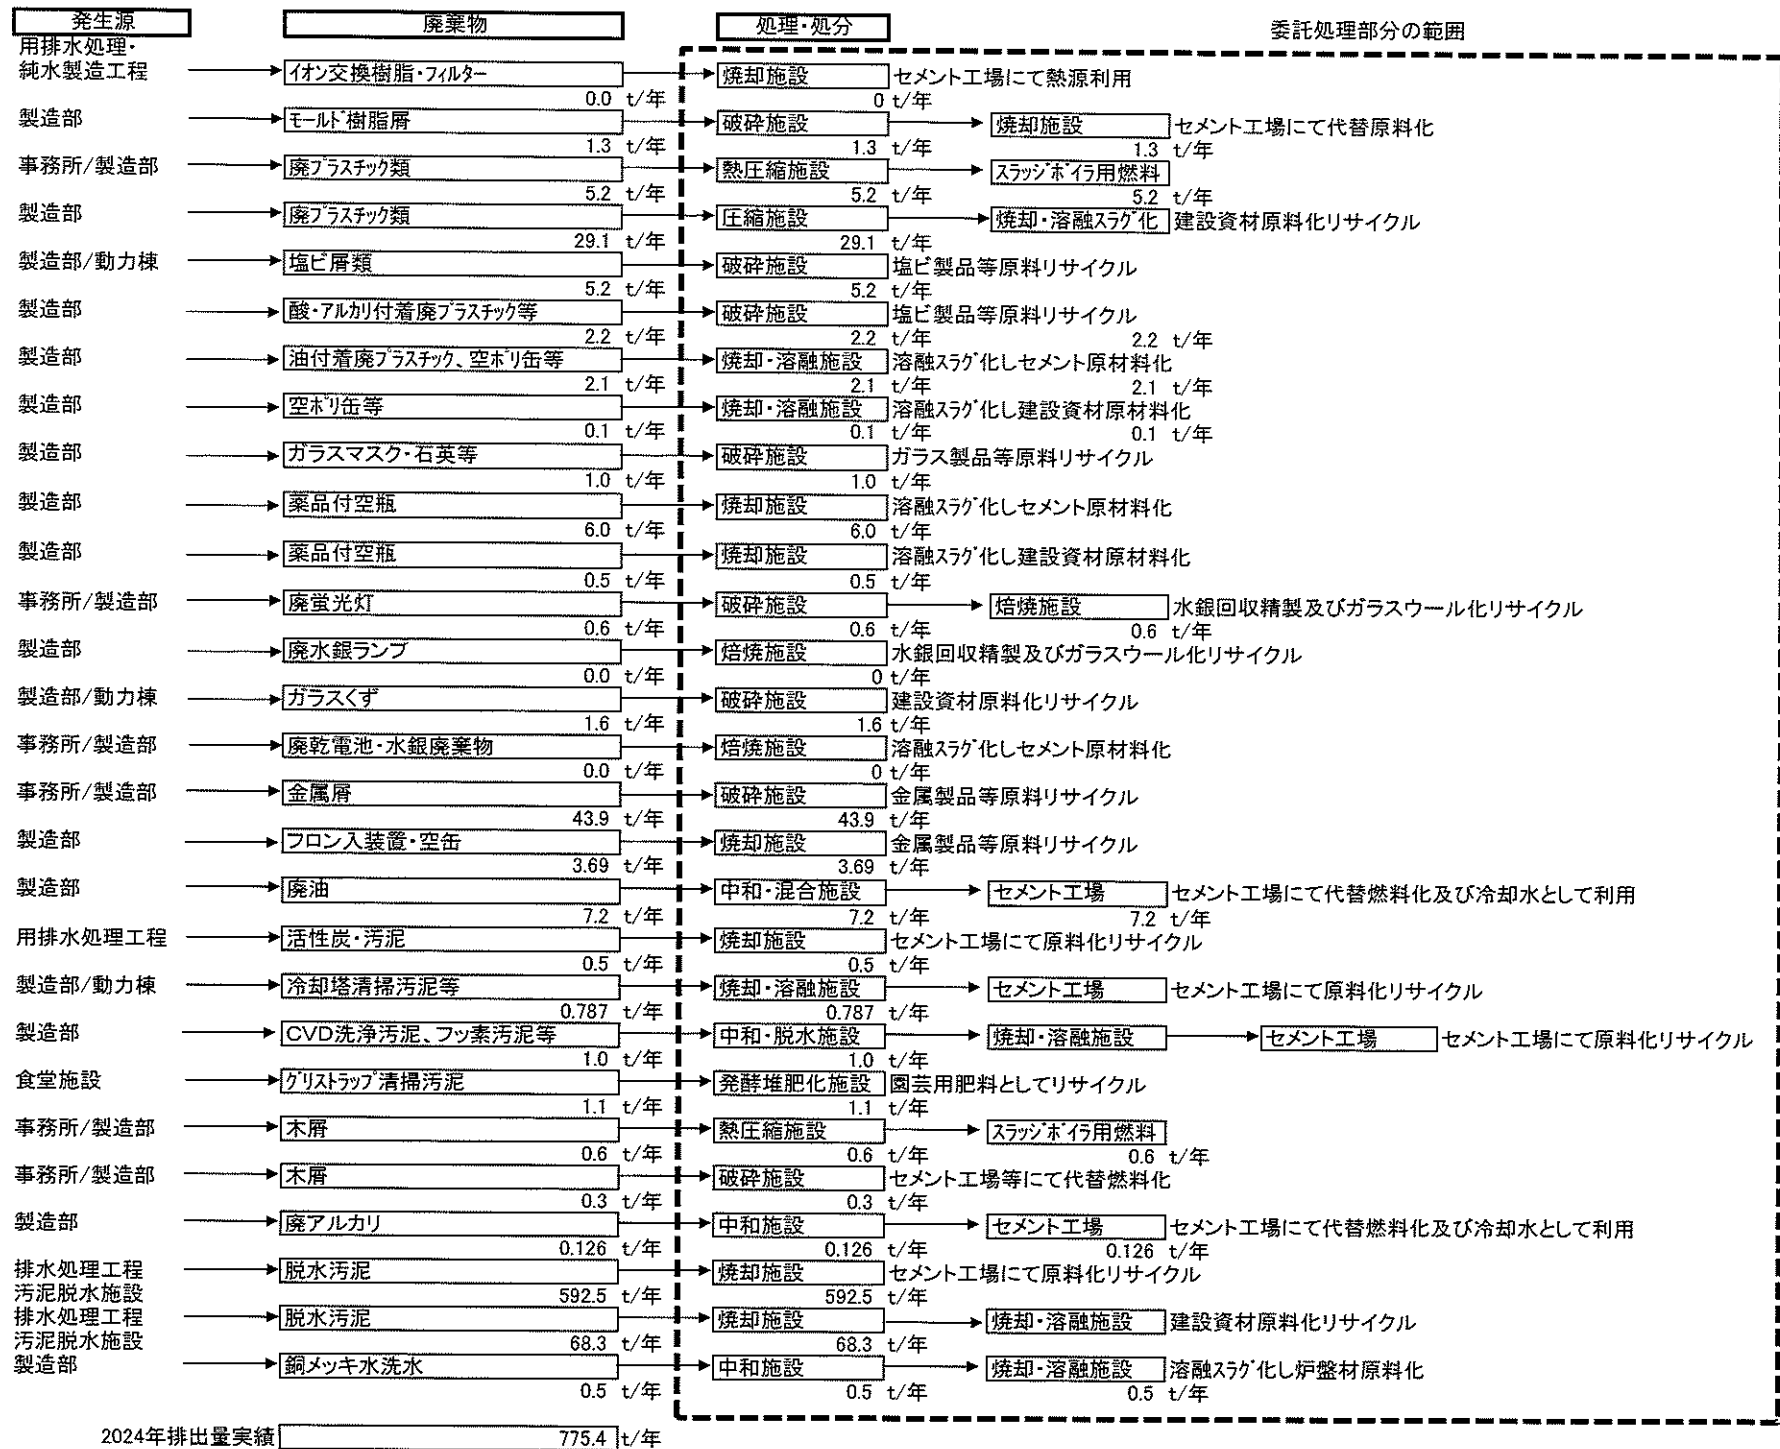 発生源 廃棄物 処理・処分 委託処理部分の範囲
用排水処理・
純水製造工程 イオン交換樹脂・フィルター 焼却施設 セメント工場にて熱源利用
0.0 t/年 0 t/年
製造部 モールド樹脂屑 破砕施設 焼却施設 セメント工場にて代替原料化
1.3 t/年 1.3 t/年 1.3 t/年
事務所/製造部 廃プラスチック類 熱圧縮施設 スラッジボイラ用燃料
5.2 t/年 5.2 t/年 5.2 t/年
製造部 廃プラスチック類 圧縮施設 焼却・溶融スラグ化 建設資材原料化リサイクル
29.1 t/年 29.1 t/年
製造部/動力棟 塩ビ屑類 破砕施設 塩ビ製品等原料リサイクル
5.2 t/年 5.2 t/年
製造部 酸・アルカリ付着廃プラスチック等 破砕施設 塩ビ製品等原料リサイクル
2.2 t/年 2.2 t/年 2.2 t/年
製造部 油付着廃プラスチック、空ポリ缶等 焼却・溶融施設 溶融スラグ化しセメント原材料化
2.1 t/年 2.1 t/年 2.1 t/年
製造部 空ポリ缶等 焼却・溶融施設 溶融スラグ化し建設資材原材料化
0.1 t/年 0.1 t/年 0.1 t/年
製造部 ガラスマスク・石英等 破砕施設 ガラス製品等原料リサイクル
1.0 t/年 1.0 t/年
製造部 薬品付空瓶 焼却施設 溶融スラグ化しセメント原材料化
6.0 t/年 6.0 t/年
製造部 薬品付空瓶 焼却施設 溶融スラグ化し建設資材原材料化
0.5 t/年 0.5 t/年
事務所/製造部 廃蛍光灯 破砕施設 焙焼施設 水銀回収精製及びガラスウール化リサイクル
0.6 t/年 0.6 t/年 0.6 t/年
製造部 廃水銀ランプ 焙焼施設 水銀回収精製及びガラスウール化リサイクル
0.0 t/年 0 t/年
製造部/動力棟 ガラスくず 破砕施設 建設資材原料化リサイクル
1.6 t/年 1.6 t/年
事務所/製造部 廃乾電池・水銀廃棄物 焙焼施設 溶融スラグ化しセメント原材料化
0.0 t/年 0 t/年
事務所/製造部 金属屑 破砕施設 金属製品等原料リサイクル
43.9 t/年 43.9 t/年
製造部 フロン入装置・空缶 焼却施設 金属製品等原料リサイクル
3.69 t/年 3.69 t/年
製造部 廃油 中和・混合施設 セメント工場 セメント工場にて代替燃料化及び冷却水として利用
7.2 t/年 7.2 t/年 7.2 t/年
用排水処理工程 活性炭・汚泥 焼却施設 セメント工場にて原料化リサイクル
0.5 t/年 0.5 t/年
製造部/動力棟 冷却塔清掃汚泥等 焼却・溶融施設 セメント工場 セメント工場にて原料化リサイクル
0.787 t/年 0.787 t/年
製造部 CVD洗浄汚泥、フッ素汚泥等 中和・脱水施設 焼却・溶融施設 セメント工場 セメント工場にて原料化リサイクル
1.0 t/年 1.0 t/年
食堂施設 グリストラップ清掃汚泥 発酵堆肥化施設 園芸用肥料としてリサイクル
1.1 t/年 1.1 t/年
事務所/製造部 木屑 熱圧縮施設 スラッジボイラ用燃料
0.6 t/年 0.6 t/年 0.6 t/年
事務所/製造部 木屑 破砕施設 セメント工場等にて代替燃料化
0.3 t/年 0.3 t/年
製造部 廃アルカリ 中和施設 セメント工場 セメント工場にて代替燃料化及び冷却水として利用
0.126 t/年 0.126 t/年 0.126 t/年
排水処理工程 脱水汚泥 焼却施設 セメント工場にて原料化リサイクル
汚泥脱水施設 592.5 t/年 592.5 t/年
排水処理工程 脱水汚泥 焼却施設 焼却・溶融施設 建設資材原料化リサイクル
汚泥脱水施設 68.3 t/年 68.3 t/年
製造部 銅メッキ水洗水 中和施設 焼却・溶融施設 溶融スラグ化し炉盤材原料化
0.5 t/年 0.5 t/年 0.5 t/年
2024年排出量実績 775.4 t/年